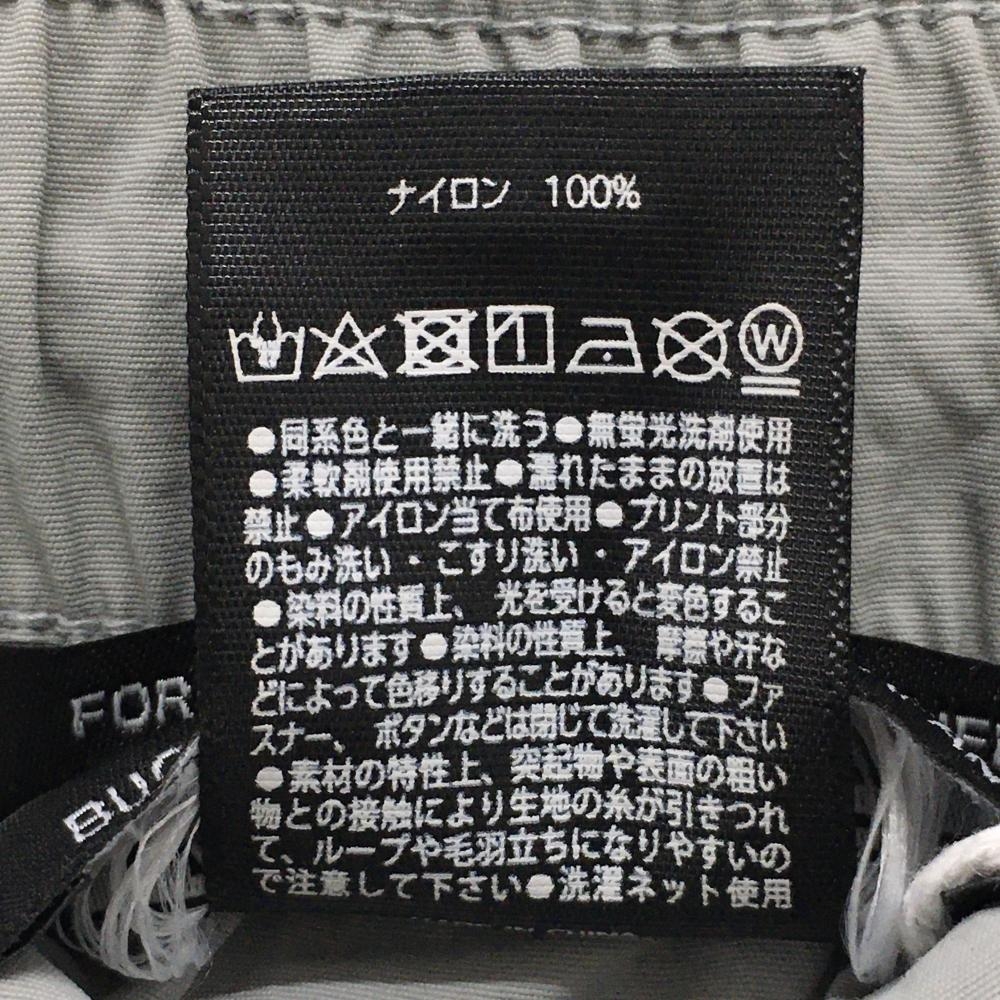 ナイロン 100%
W
●同系色と一緒に洗う●無蛍光洗剤使用
●柔軟剤使用禁止●濡れたままの放置は
禁止●アイロン当て布使用●プリント部分
のもみ洗い・こすり洗い・アイロン禁止
●染料の性質上、光を受けると変色するこ
とがあります●染料の性質上、摩擦や汗な
どによって色移りすることがあります●ファ
スナー、ボタンなどは閉じて洗濯して下さい
●素材の特性上、突起物や表面の粗い
物との接触により生地の糸が引きつれ
て、ループや毛羽立ちになりやすいの
で注意して下さい●洗濯ネット使用
FOR